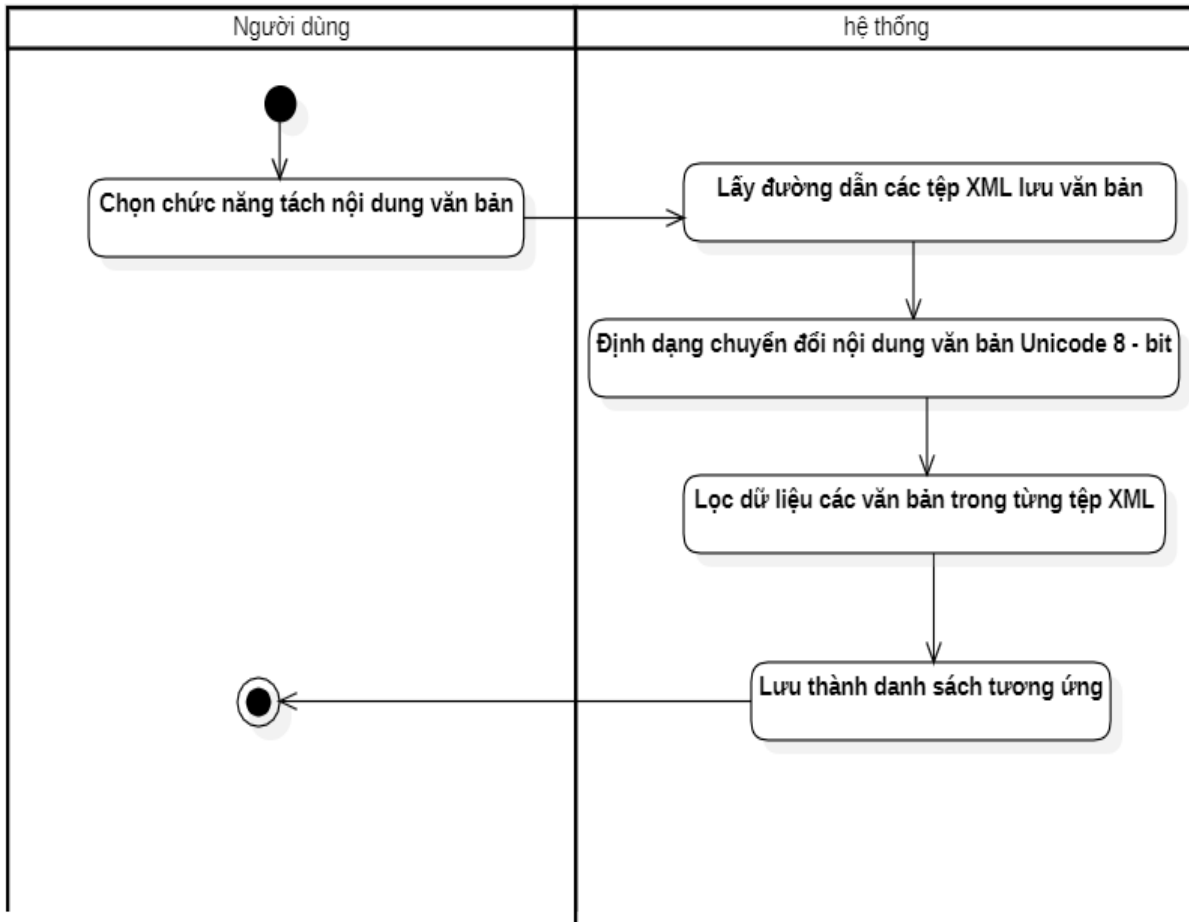 Người dùng
hệ thống
Chọn chức năng tách nội dung văn bản
Lấy đường dẫn các tệp XML lưu văn bản
Định dạng chuyển đổi nội dung văn bản Unicode 8 - bit
Lọc dữ liệu các văn bản trong từng tệp XML
Lưu thành danh sách tương ứng